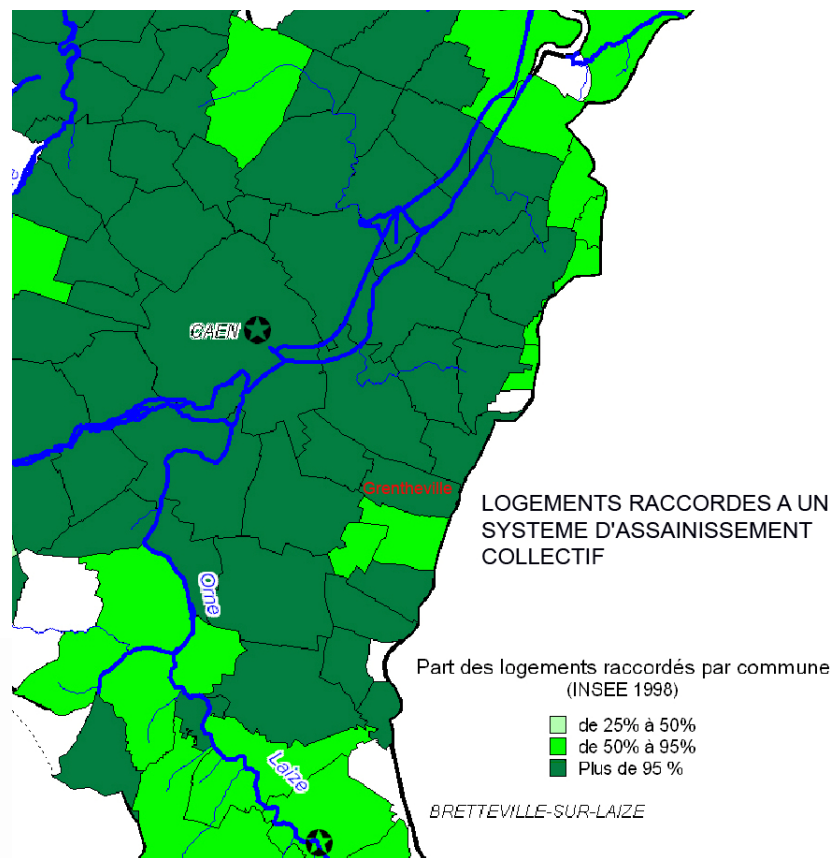 CAEN
Grentheville
LOGEMENTS RACCORDES A UN
SYSTEME D'ASSAINISSEMENT
COLLECTIF
Orne
Part des logements raccordés par commune
(INSEE 1998)
de 25% à 50%
de 50% à 95%
Plus de 95 %
Laize
BRETTEVILLE-SUR-LAIZE